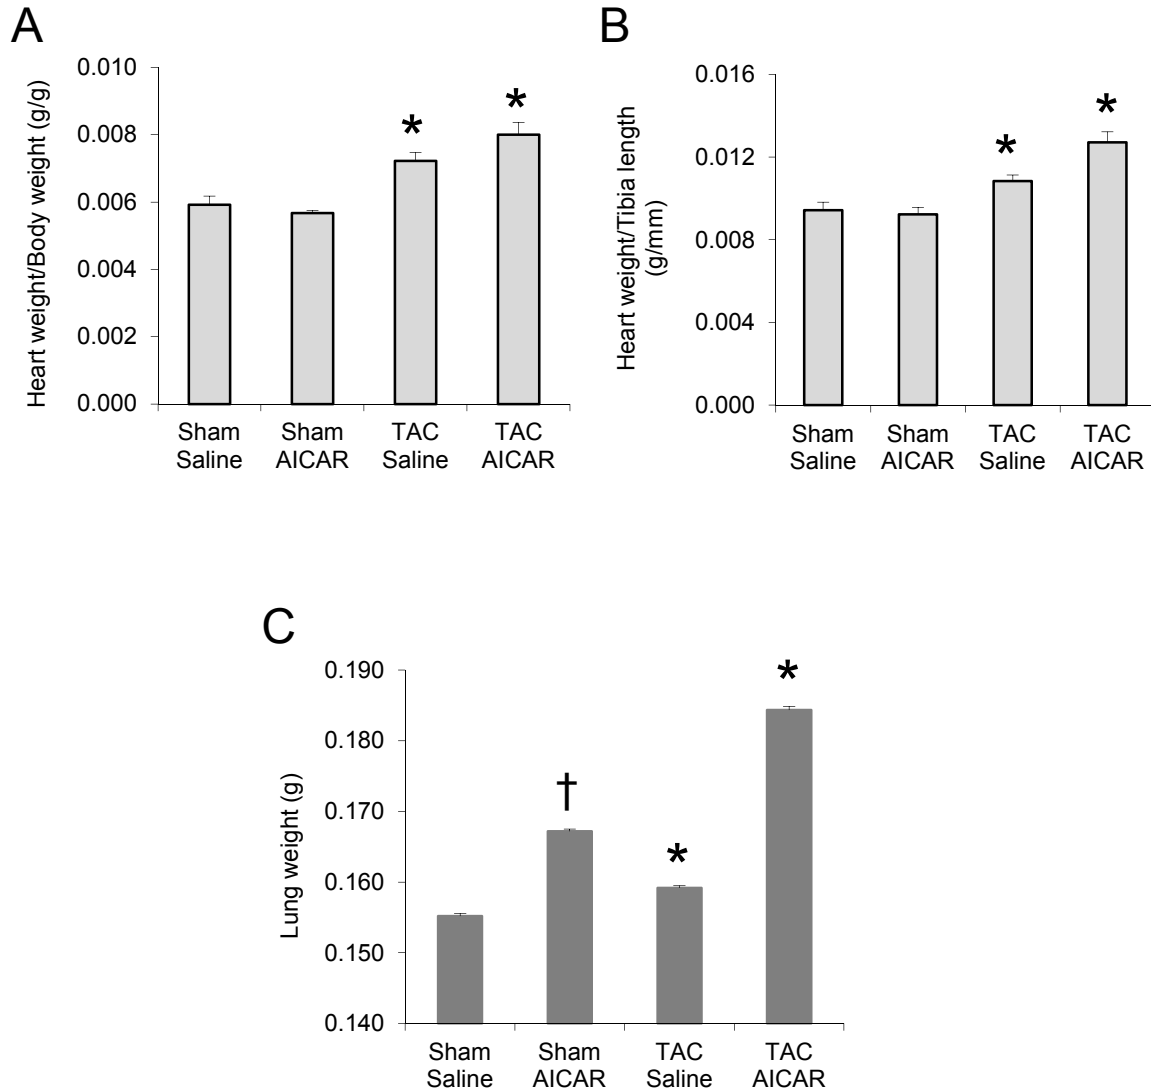 A
Heart weight/Body weight (g/g)
0.010
0.008
0.006
0.004
0.002
0.000
*
*
Sham
Saline
Sham
AICAR
TAC
Saline
TAC
AICAR
B
Heart weight/Tibia length
(g/mm)
0.016
0.012
0.008
0.004
0.000
*
*
Sham
Saline
Sham
AICAR
TAC
Saline
TAC
AICAR
C
Lung weight (g)
0.190
0.180
0.170
0.160
0.150
0.140
†
*
*
Sham
Saline
Sham
AICAR
TAC
Saline
TAC
AICAR